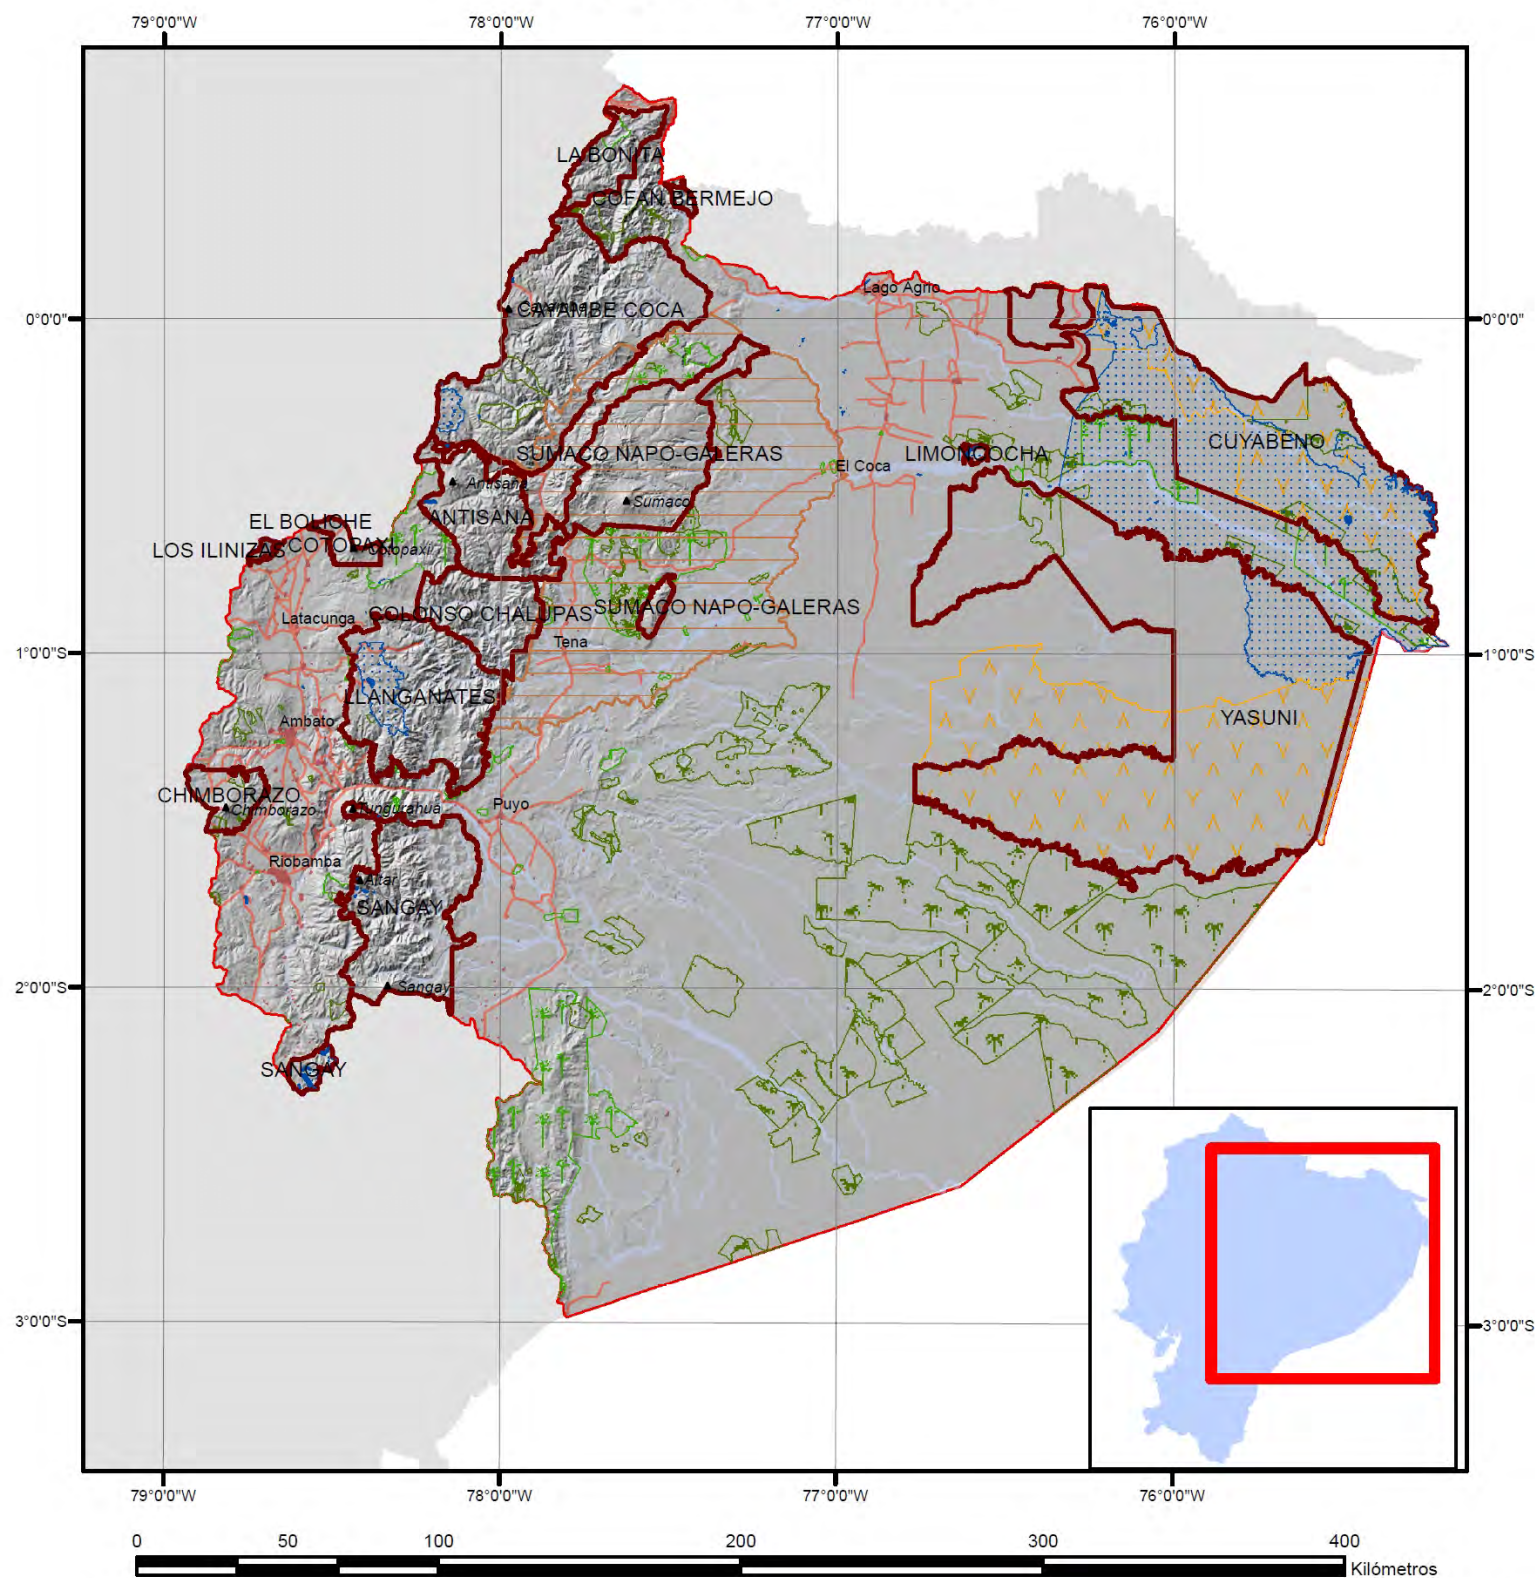 79°0'0"W
78°0'0"W
77°0'0"W
76°0'0"W
LA BONITA
COFAN BERMEJO
Lago Agrio
CAYAMBE COCA
0°0'0"
0°0'0"
CUYABENO
SUMACO NAPO-GALERAS
LIMONCOCHA
El Coca
Antisana
Sumaco
ANTISANA
EL BOLICHE
LOS ILINIZAS
COTOPAXI
Cotopaxi
COLONSO CHALUPAS
SUMACO NAPO-GALERAS
Latacunga
Tena
1°0'0"S
1°0'0"S
LLANGANATES
YASUNI
Ambato
CHIMBORAZO
Chimborazo
Tungurahua
Puyo
Riobamba
Altar
SANGAY
2°0'0"S
2°0'0"S
Sangay
SANGAY
3°0'0"S
3°0'0"S
79°0'0"W
78°0'0"W
77°0'0"W
76°0'0"W
0
50
100
200
300
400
Kilómetros